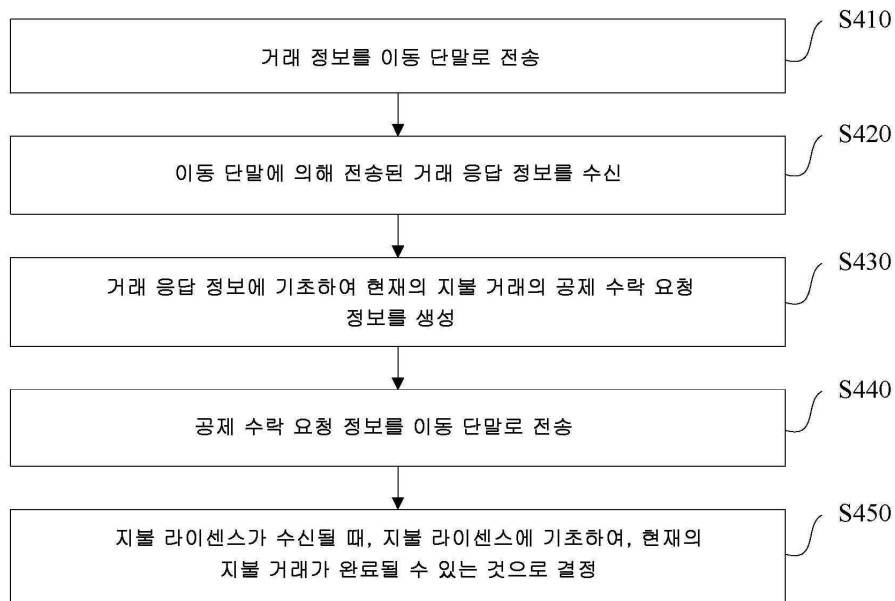 S410
거래 정보를 이동 단말로 전송
S420
이동 단말에 의해 전송된 거래 응답 정보를 수신
S430
거래 응답 정보에 기초하여 현재의 지불 거래의 공제 수락 요청
정보를 생성
S440
공제 수락 요청 정보를 이동 단말로 전송
S450
지불 라이센스가 수신될 때, 지불 라이센스에 기초하여, 현재의
지불 거래가 완료될 수 있는 것으로 결정